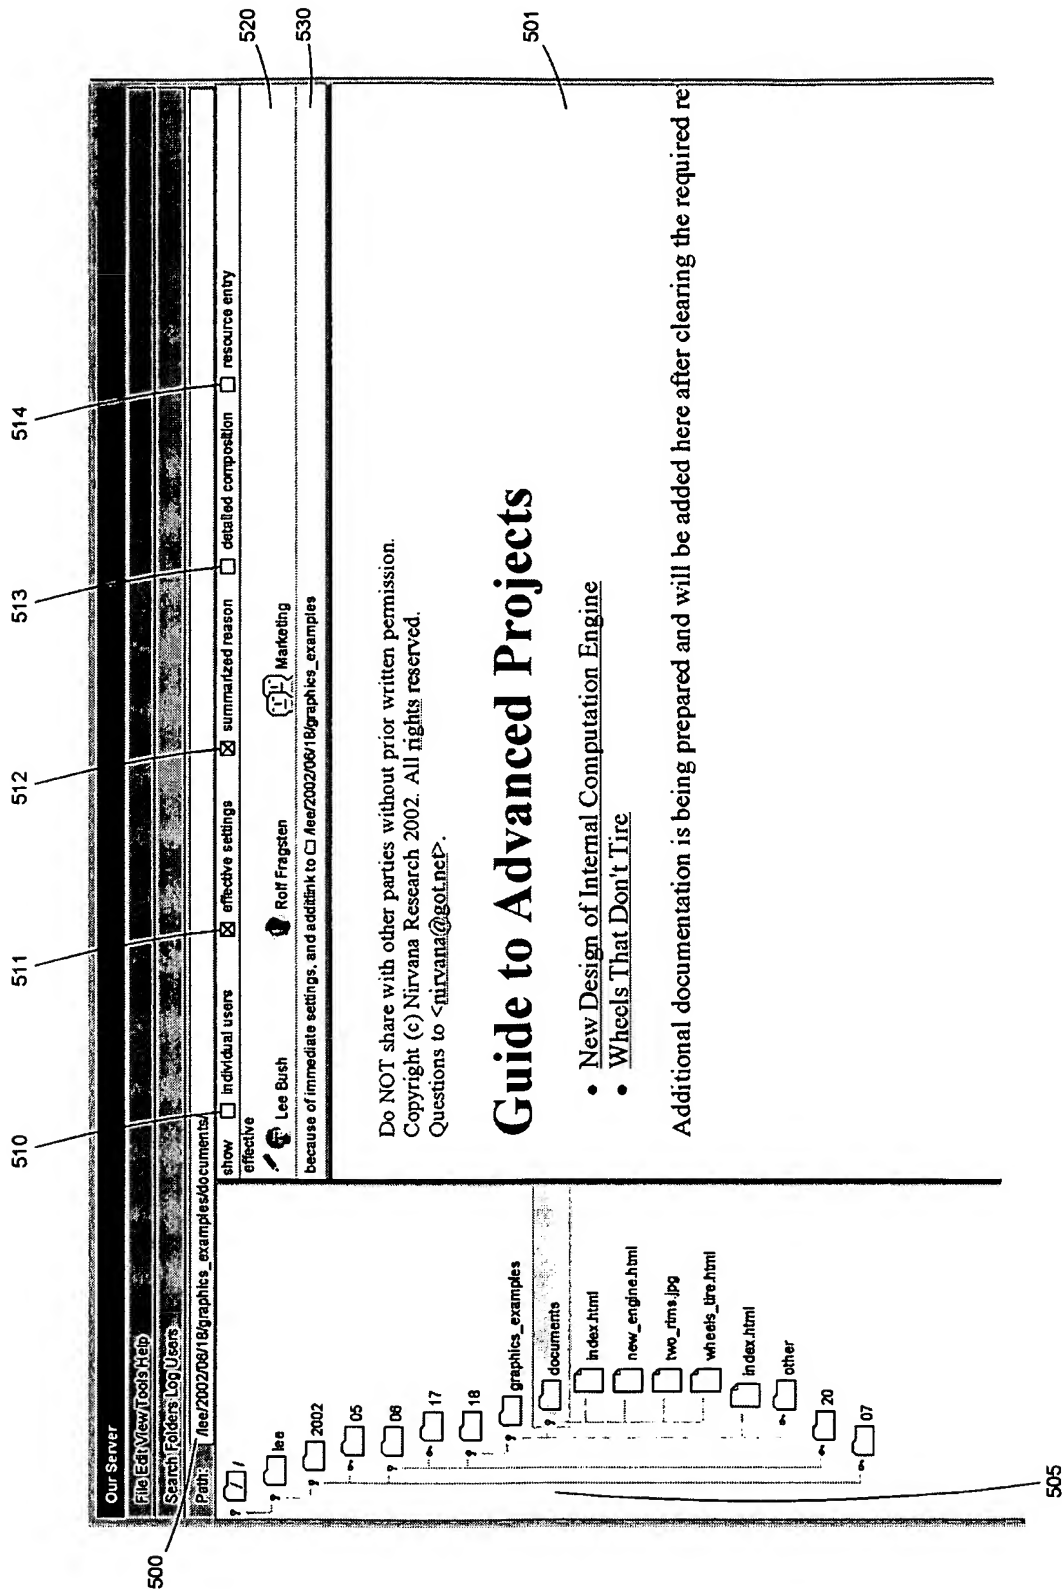 510
511
512
513
514
500
Our Server
File Edit View Tools Help
Search Folders Log Users
Path: /lee/2002/06/18/graphics_examples/documents/
show individual users effective settings summarized reason detailed composition resource entry
effective
Lee Bush Rolf Fragsten Marketing
520
because of immediate settings, and additlink to /lee/2002/06/18/graphics_examples
530
/
lee
2002
05
06
17
18
graphics_examples
documents
index.html
new_engine.html
two_rims.jpg
wheels_tire.html
index.html
other
20
07
505
Do NOT share with other parties without prior written permission.
Copyright (c) Nirvana Research 2002. All rights reserved.
Questions to <nirvana@got.net>.
501
Guide to Advanced Projects
• New Design of Internal Computation Engine
• Wheels That Don't Tire
Additional documentation is being prepared and will be added here after clearing the required re